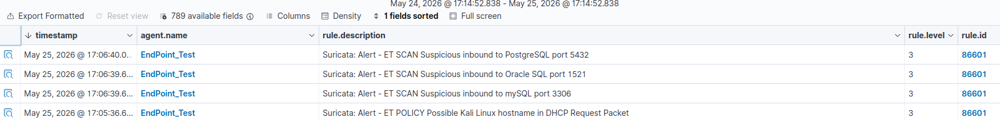 May 24, 2026 @ 17:14:52.838 - May 25, 2026 @ 17:14:52.838
Export Formatted Reset view 789 available fields Columns Density 1 fields sorted Full screen
timestamp agent.name rule.description rule.level rule.id
May 25, 2026 @ 17:06:40.0... EndPoint_Test Suricata: Alert - ET SCAN Suspicious inbound to PostgreSQL port 5432 3 86601
May 25, 2026 @ 17:06:39.6... EndPoint_Test Suricata: Alert - ET SCAN Suspicious inbound to Oracle SQL port 1521 3 86601
May 25, 2026 @ 17:06:39.6... EndPoint_Test Suricata: Alert - ET SCAN Suspicious inbound to mySQL port 3306 3 86601
May 25, 2026 @ 17:05:36.6... EndPoint_Test Suricata: Alert - ET POLICY Possible Kali Linux hostname in DHCP Request Packet 3 86601